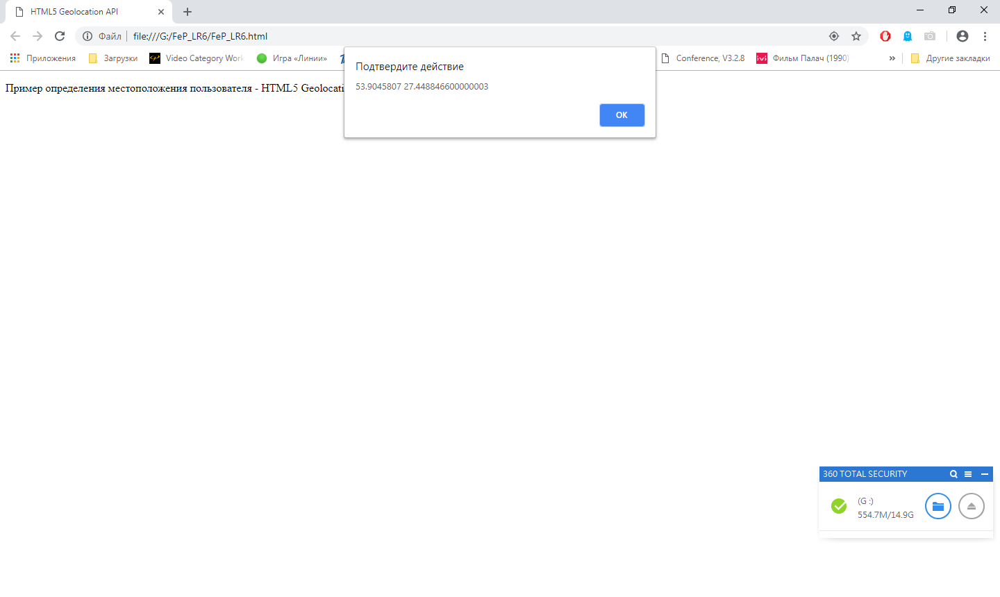 HTML5 Geolocation API
Файл file:///G:/FeP_LR6/FeP_LR6.html
Приложения Загрузки Video Category Work Игра «Линии» Conference, V3.2.8 Фильм Палач (1990) » Другие закладки
Подтвердите действие
53.9045807 27.448846600000003
OK
Пример определения местоположения пользователя - HTML5
360 TOTAL SECURITY
(G :)
554.7M/14.9G